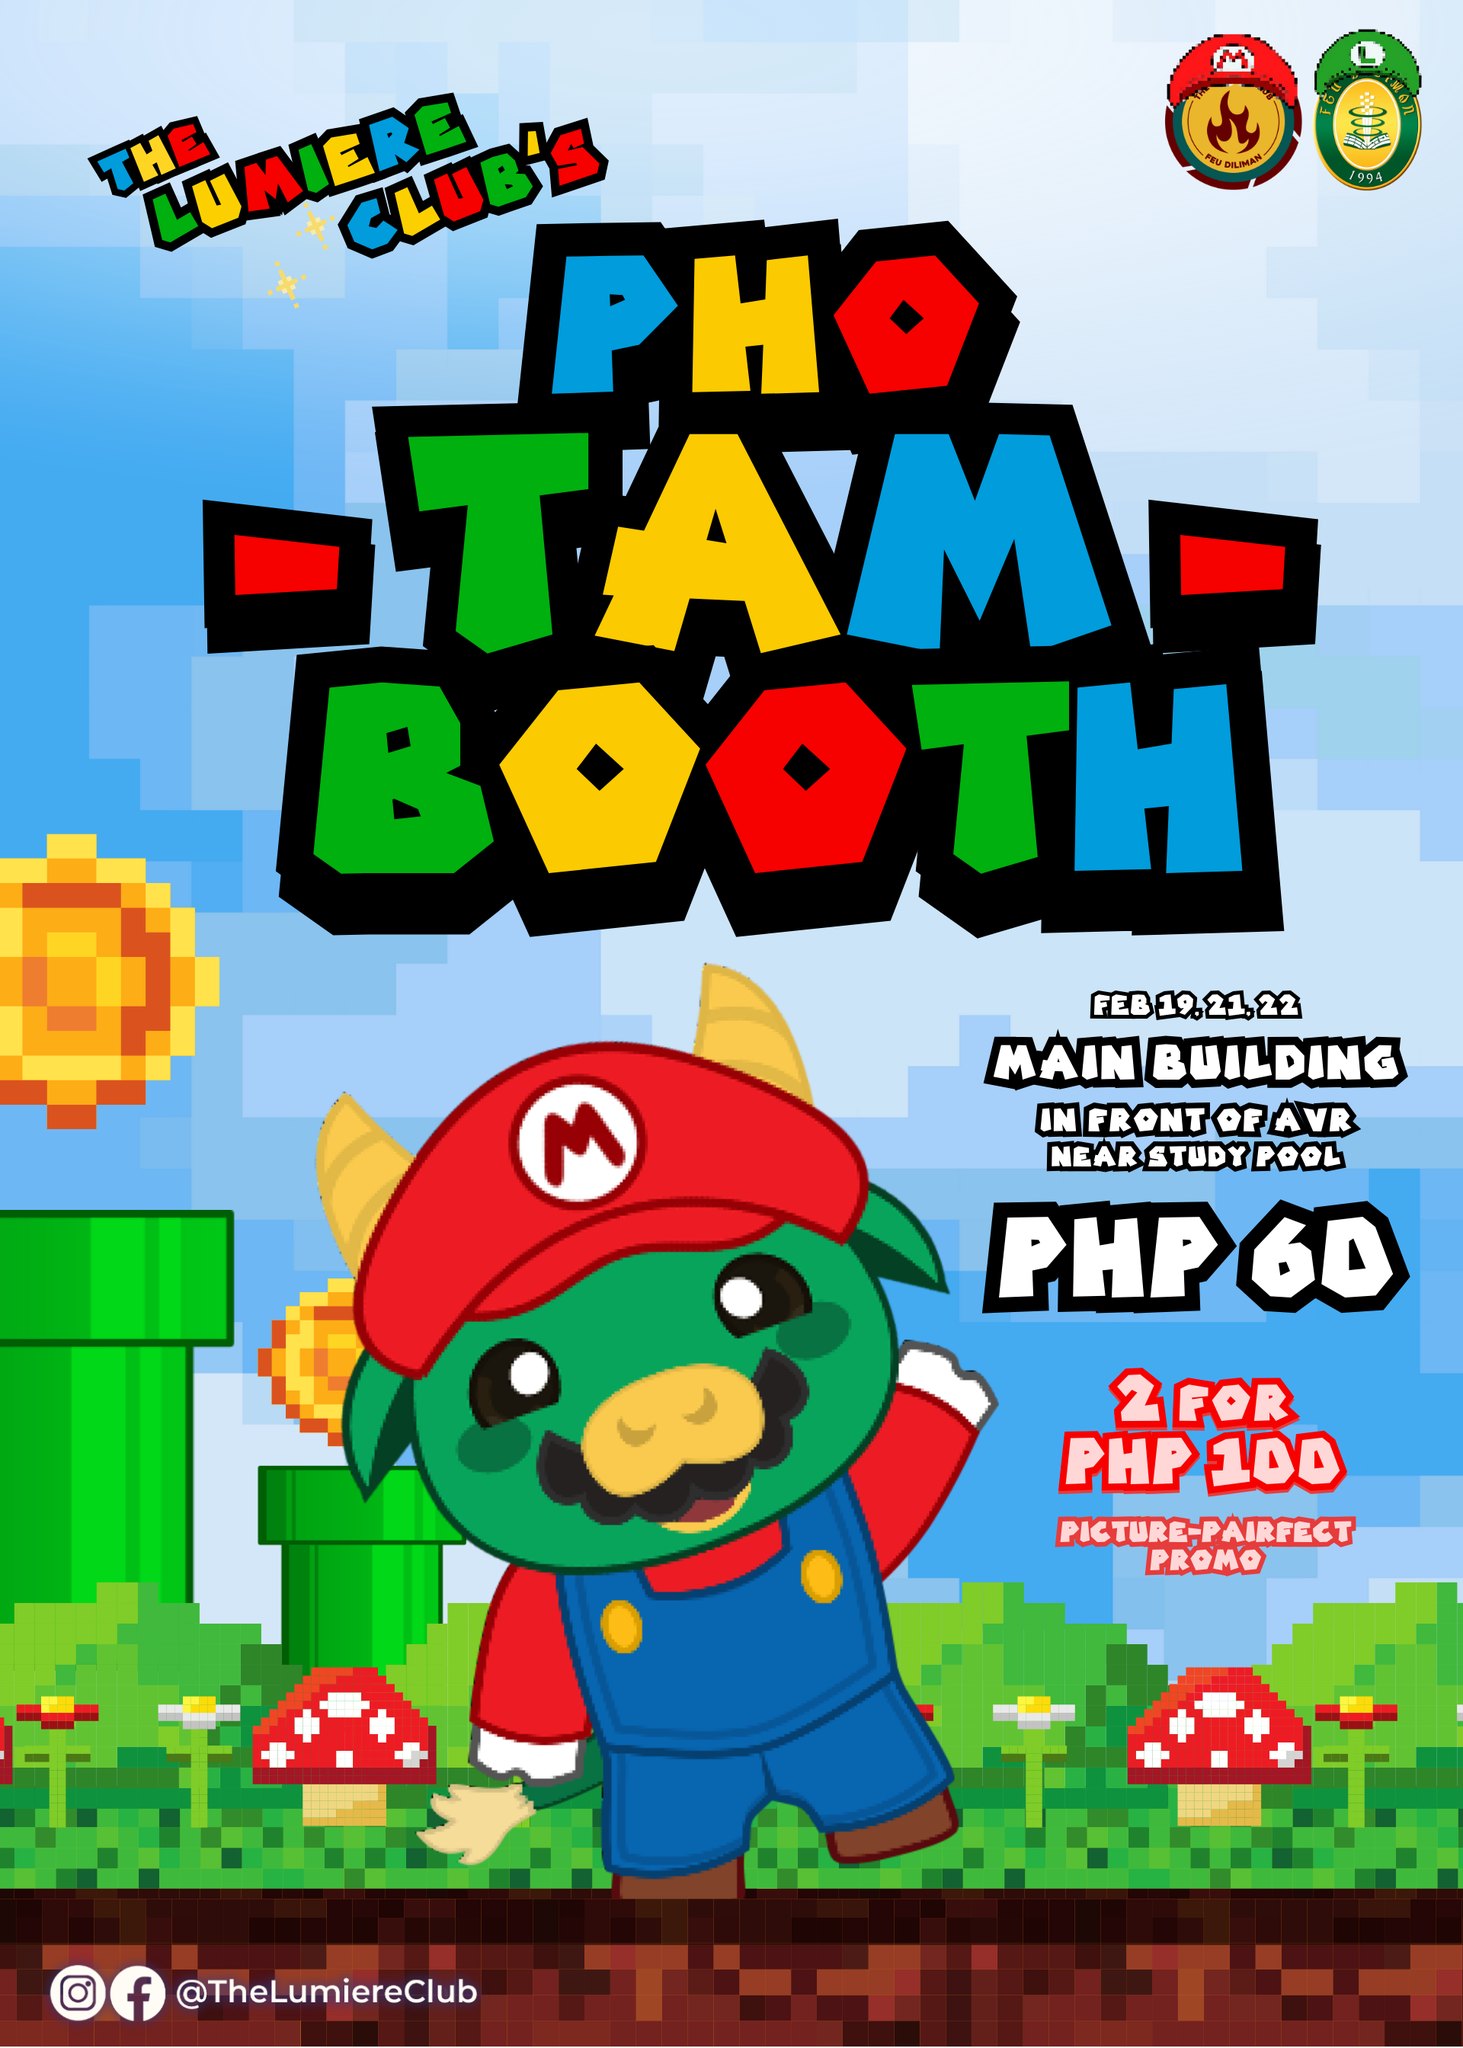 THE
LUMIERE
CLUB'S
M
FEU DILIMAN
L
1994
PHO
-TAM-
BOOTH
FEB 19, 21, 22
MAIN BUILDING
IN FRONT OF AVR
NEAR STUDY POOL
PHP 60
M
2 FOR
PHP 100
PICTURE-PAIRFECT
PROMO
@TheLumiereClub